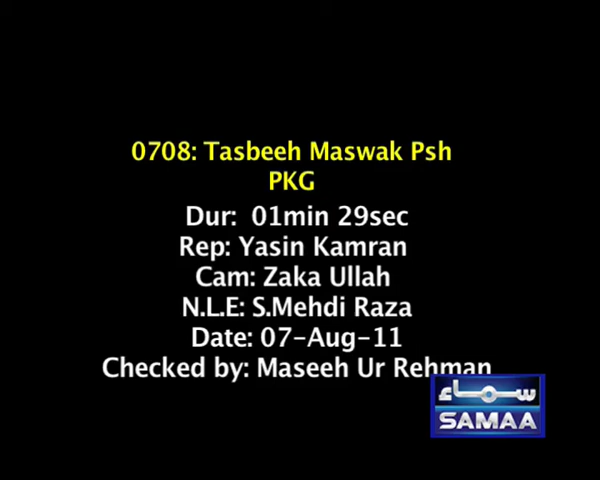 0708: Tasbeeh Maswak Psh
PKG
Dur:  01min 29sec
Rep: Yasin Kamran
Cam: Zaka Ullah
N.L.E: S.Mehdi Raza
Date: 07-Aug-11
Checked by: Maseeh Ur Rehman
سماء
SAMAA